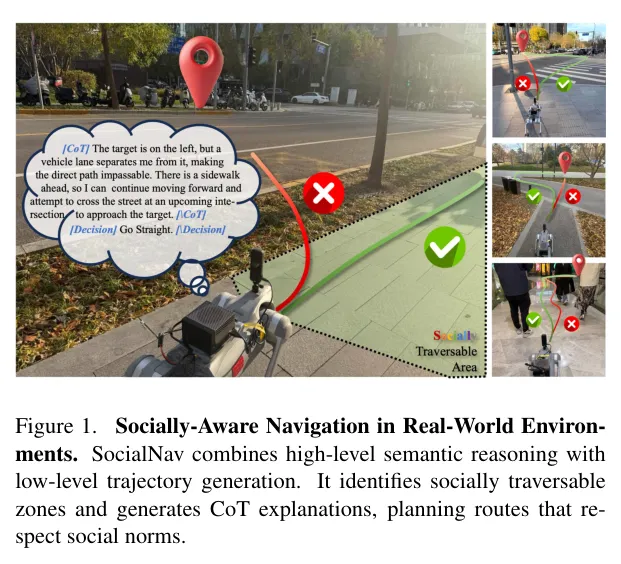 [CoT] The target is on the left, but a
vehicle lane separates me from it, making
the direct path impassable. There is a sidewalk
ahead, so I can continue moving forward and
attempt to cross the street at an upcoming inte-
rsection to approach the target. [\CoT]
[Decision] Go Straight. [\Decision]
Socially
Traversable
Area
Figure 1. Socially-Aware Navigation in Real-World Environ-
ments. SocialNav combines high-level semantic reasoning with
low-level trajectory generation. It identifies socially traversable
zones and generates CoT explanations, planning routes that re-
spect social norms.